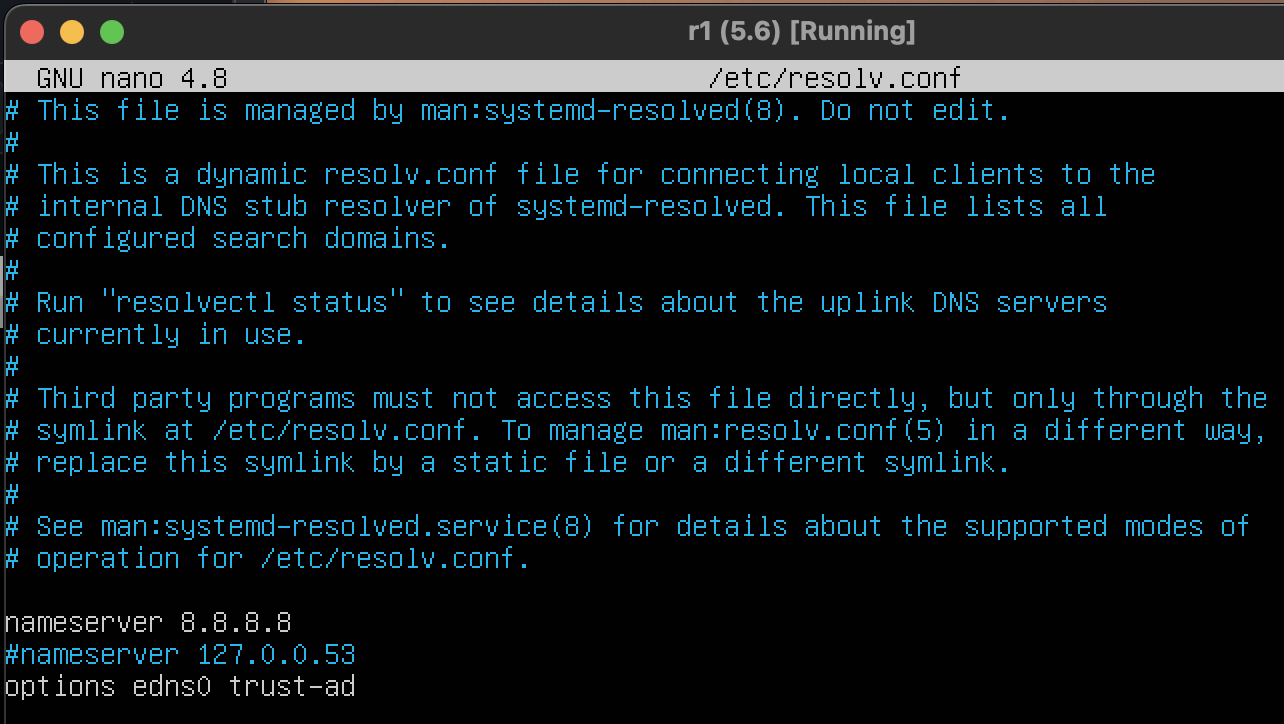 r1 (5.6) [Running]
GNU nano 4.8 /etc/resolv.conf
# This file is managed by man:systemd-resolved(8). Do not edit.
#
# This is a dynamic resolv.conf file for connecting local clients to the
# internal DNS stub resolver of systemd-resolved. This file lists all
# configured search domains.
#
# Run "resolvectl status" to see details about the uplink DNS servers
# currently in use.
#
# Third party programs must not access this file directly, but only through the
# symlink at /etc/resolv.conf. To manage man:resolv.conf(5) in a different way,
# replace this symlink by a static file or a different symlink.
#
# See man:systemd-resolved.service(8) for details about the supported modes of
# operation for /etc/resolv.conf.
nameserver 8.8.8.8
#nameserver 127.0.0.53
options edns0 trust-ad